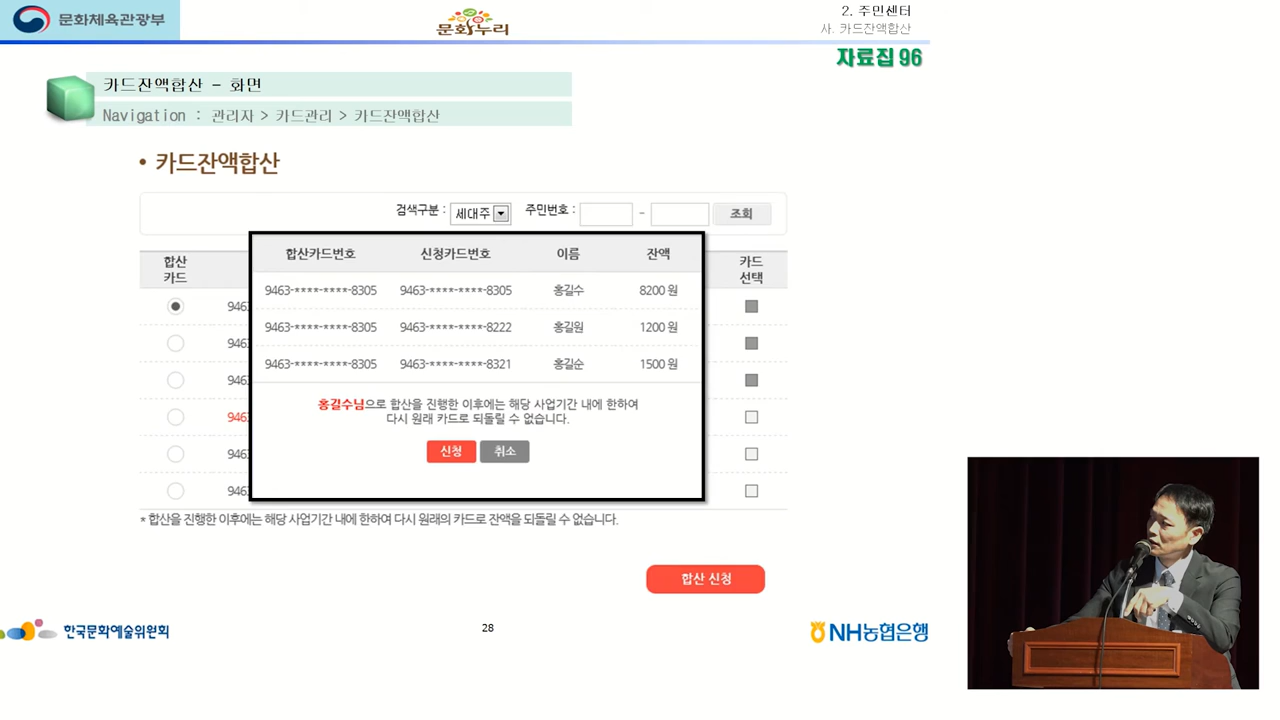 문화체육관광부
문화누리
2. 주민센터
사. 카드잔액합산
자료집 96
카드잔액합산 - 화면
Navigation : 관리자 > 카드관리 > 카드잔액합산
• 카드잔액합산
검색구분 : 세대주 주민번호 : - 조회
합산
카드
카드
선택
합산카드번호 신청카드번호 이름 잔액
9463-****-****-8305 9463-****-****-8305 홍길수 8200 원
9463-****-****-8305 9463-****-****-8222 홍길원 1200 원
9463-****-****-8305 9463-****-****-8321 홍길순 1500 원
홍길수님으로 합산을 진행한 이후에는 해당 사업기간 내에 한하여
다시 원래 카드로 되돌릴 수 없습니다.
신청 취소
946
946
946
946
946
946
* 합산을 진행한 이후에는 해당 사업기간 내에 한하여 다시 원래의 카드로 잔액을 되돌릴 수 없습니다.
합산 신청
한국문화예술위원회
28
NH농협은행